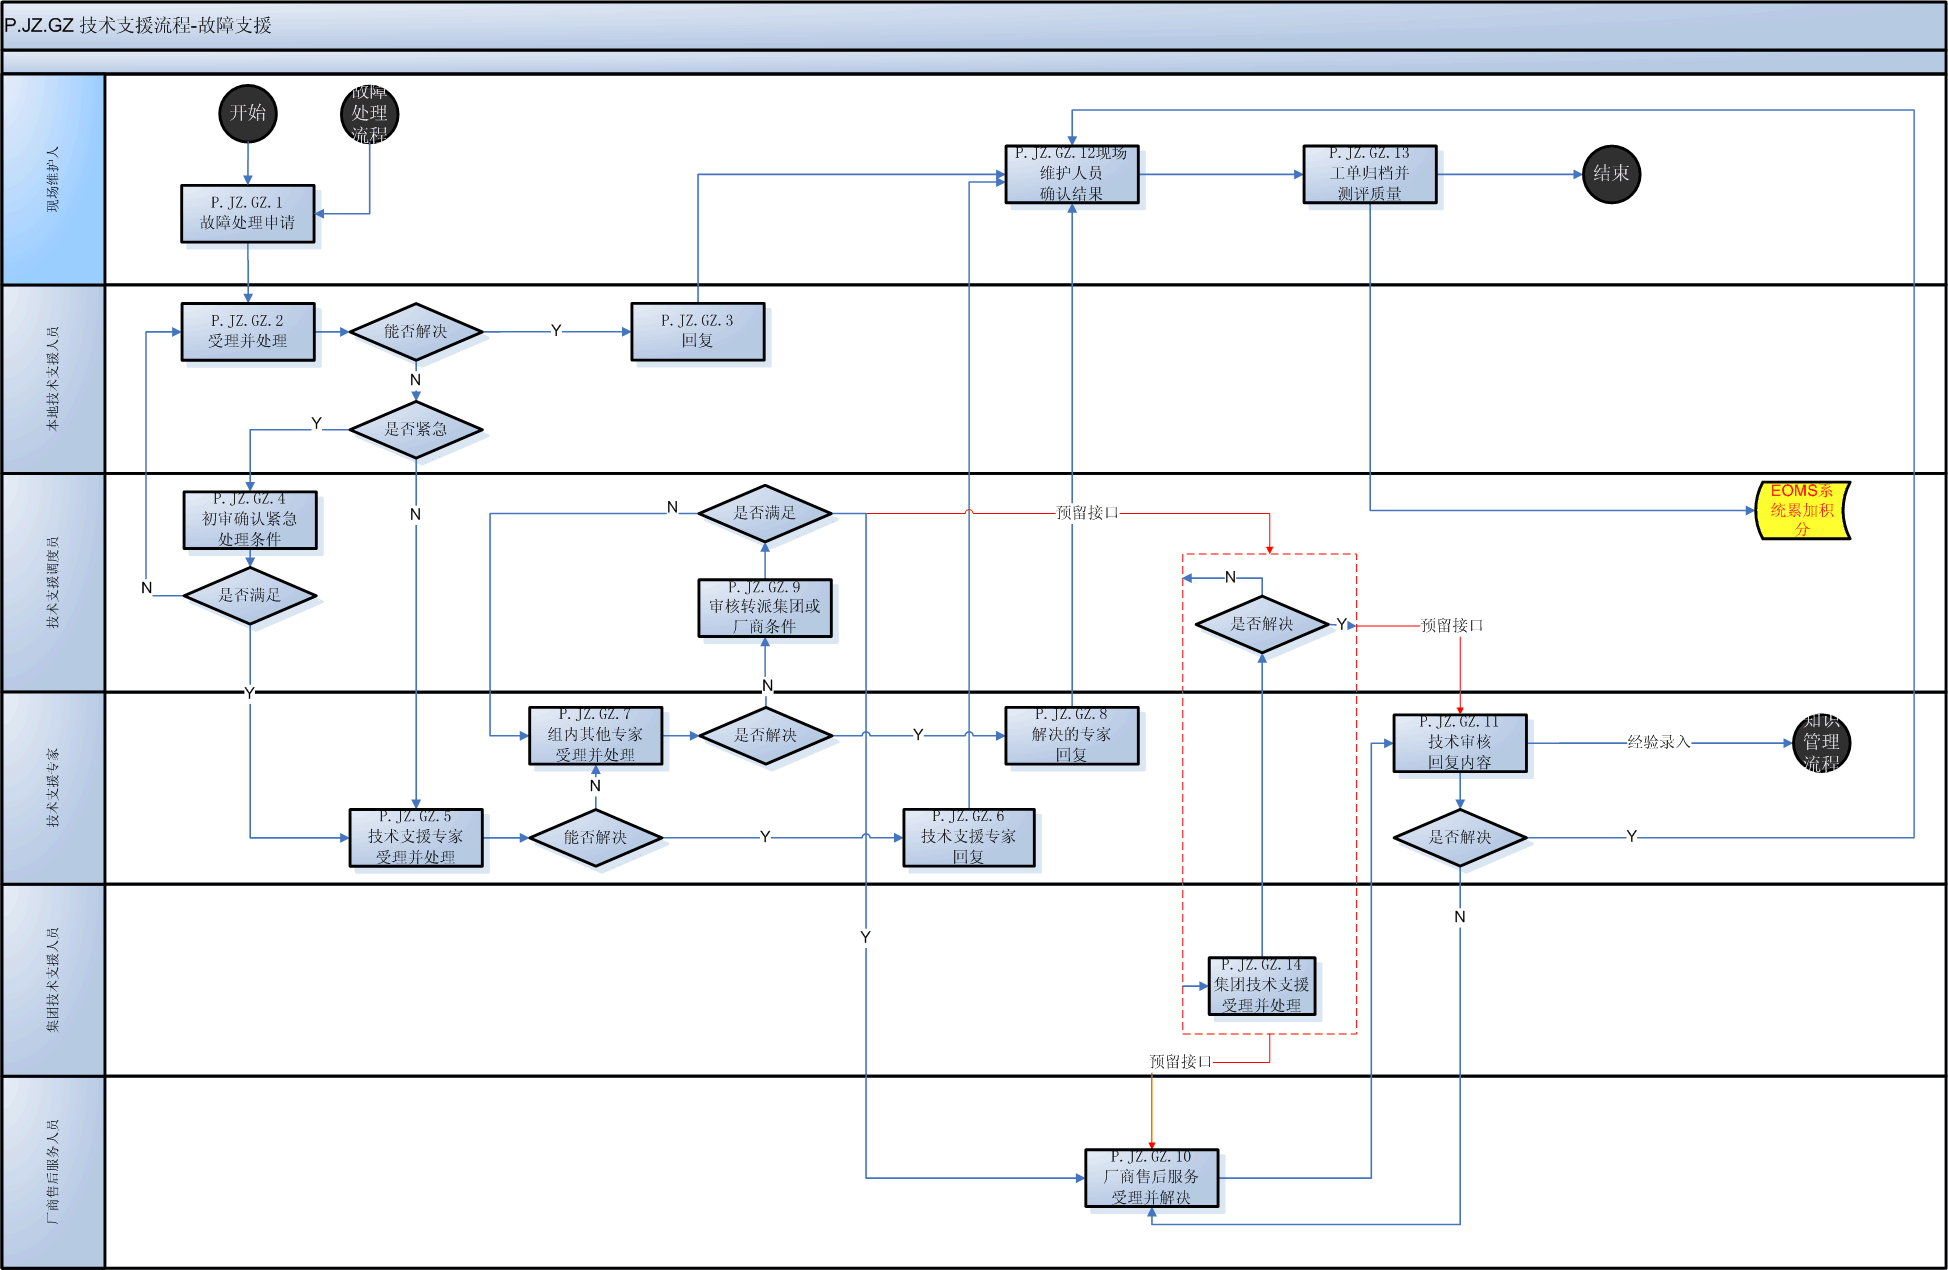 P.JZ.GZ 技术支援流程-故障支援
现场维护人
开始
故障
处理
流程
P.JZ.GZ.1
故障处理申请
P.JZ.GZ.12现场
维护人员
确认结果
P.JZ.GZ.13
工单归档并
测评质量
结束
本地技术支援人员
P.JZ.GZ.2
受理并处理
能否解决
Y
P.JZ.GZ.3
回复
N
是否紧急
Y
N
技术支援调度员
P.JZ.GZ.4
初审确认紧急
处理条件
是否满足
N
Y
是否满足
N
预留接口
P.JZ.GZ.9
审核转派集团或
厂商条件
N
是否解决
Y
预留接口
EOMS系
统累加积
分
技术支援专家
P.JZ.GZ.7
组内其他专家
受理并处理
是否解决
N
Y
P.JZ.GZ.8
解决的专家
回复
P.JZ.GZ.11
技术审核
回复内容
经验录入
知识
管理
流程
P.JZ.GZ.5
技术支援专家
受理并处理
N
能否解决
Y
P.JZ.GZ.6
技术支援专家
回复
是否解决
Y
N
集团技术支援人员
Y
P.JZ.GZ.14
集团技术支援
受理并处理
预留接口
厂商售后服务人员
P.JZ.GZ.10
厂商售后服务
受理并解决